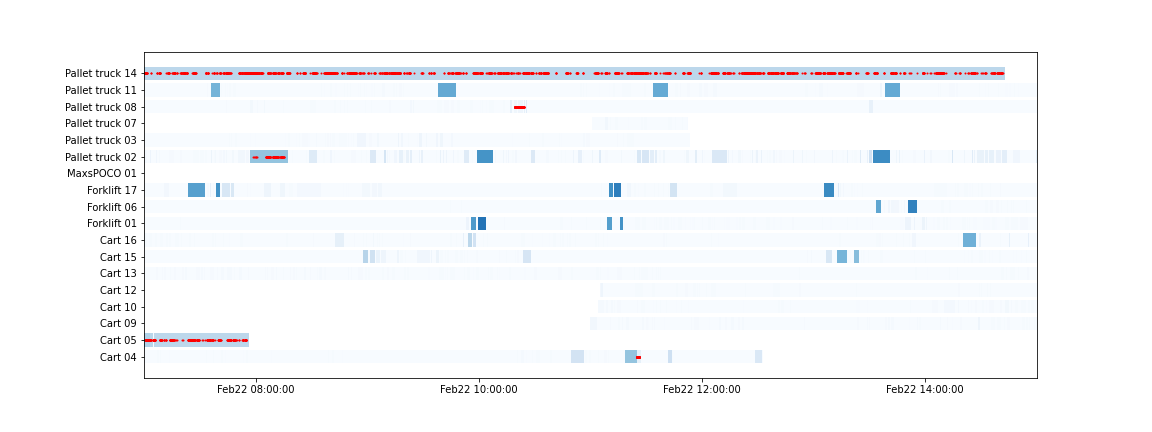 Pallet truck 14
Pallet truck 11
Pallet truck 08
Pallet truck 07
Pallet truck 03
Pallet truck 02
MaxsPOCO 01
Forklift 17
Forklift 06
Forklift 01
Cart 16
Cart 15
Cart 13
Cart 12
Cart 10
Cart 09
Cart 05
Cart 04
Feb22 08:00:00 Feb22 10:00:00 Feb22 12:00:00 Feb22 14:00:00